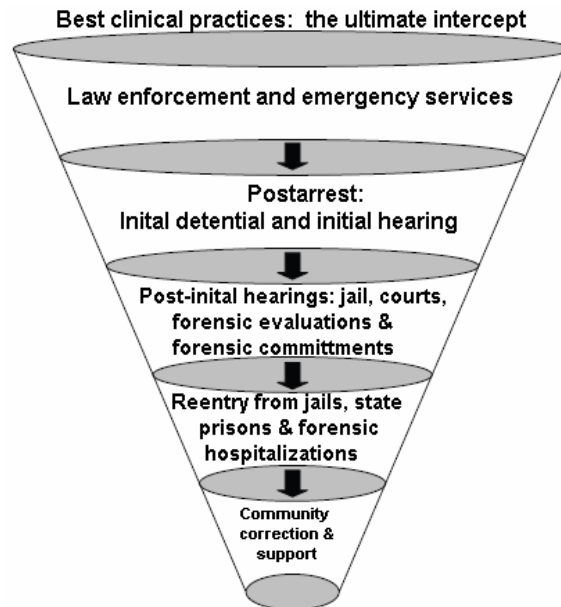 Best clinical practices: the ultimate intercept
Law enforcement and emergency services
Postarrest:
Inital detential and initial hearing
Post-inital hearings: jail, courts,
forensic evaluations &
forensic committments
Reentry from jails, state
prisons & forensic
hospitalizations
Community
correction &
support